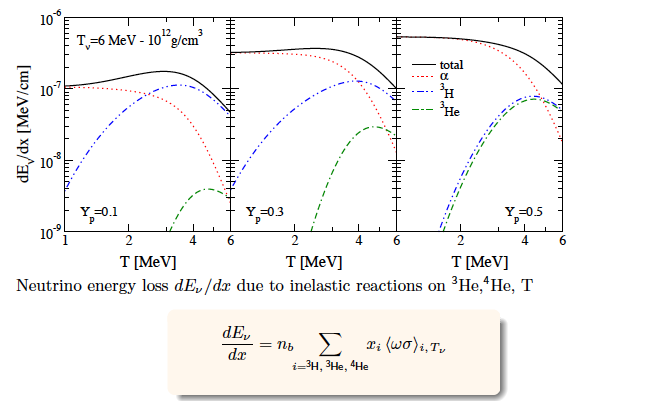 10^-6
10^-7
10^-8
10^-9
dE_ν/dx [MeV/cm]
T_ν=6 MeV - 10^12 g/cm^3
Y_p=0.1
1 2 4 6
T [MeV]
Y_p=0.3
2 4 6
T [MeV]
total
α
^3H
^3He
Y_p=0.5
2 4 6
T [MeV]
Neutrino energy loss dE_ν/dx due to inelastic reactions on ^3He,^4He, T
dE_ν/dx = n_b ∑_{i=^3H, ^3He, ^4He} x_i ⟨ωσ⟩_{i,T_ν}